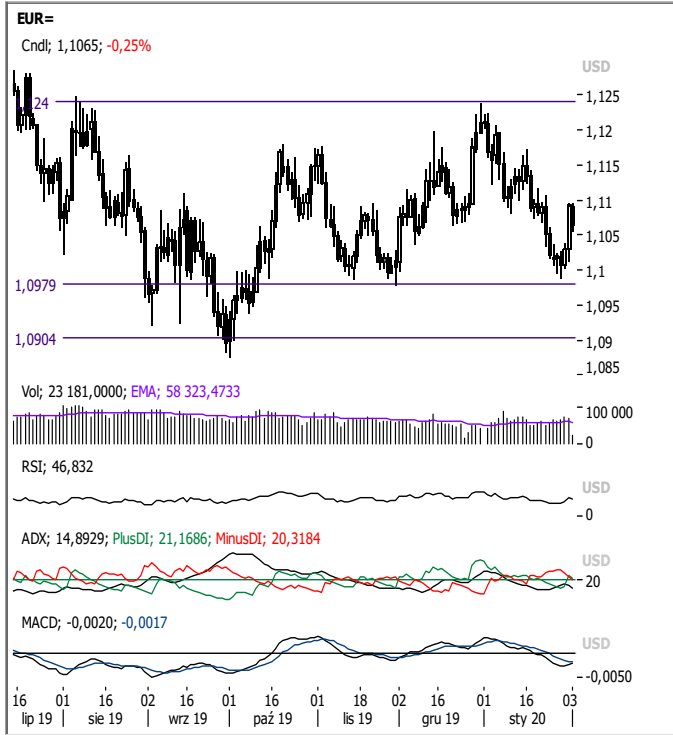 EUR=
Cndl; 1,1065; -0,25%
USD
1,125
1,12
1,115
1,11
1,105
1,1
1,095
1,09
1,085
1,24
1,0979
1,0904
Vol; 23 181,0000; EMA; 58 323,4733
100 000
0
RSI; 46,832
USD
0
ADX; 14,8929; PlusDI; 21,1686; MinusDI; 20,3184
USD
20
MACD; -0,0020; -0,0017
USD
-0,0050
16 01 16 01 16 02 16 01 16 01 18 02 16 01 16 03
lip 19 sie 19 wrz 19 paź 19 lis 19 gru 19 sty 20